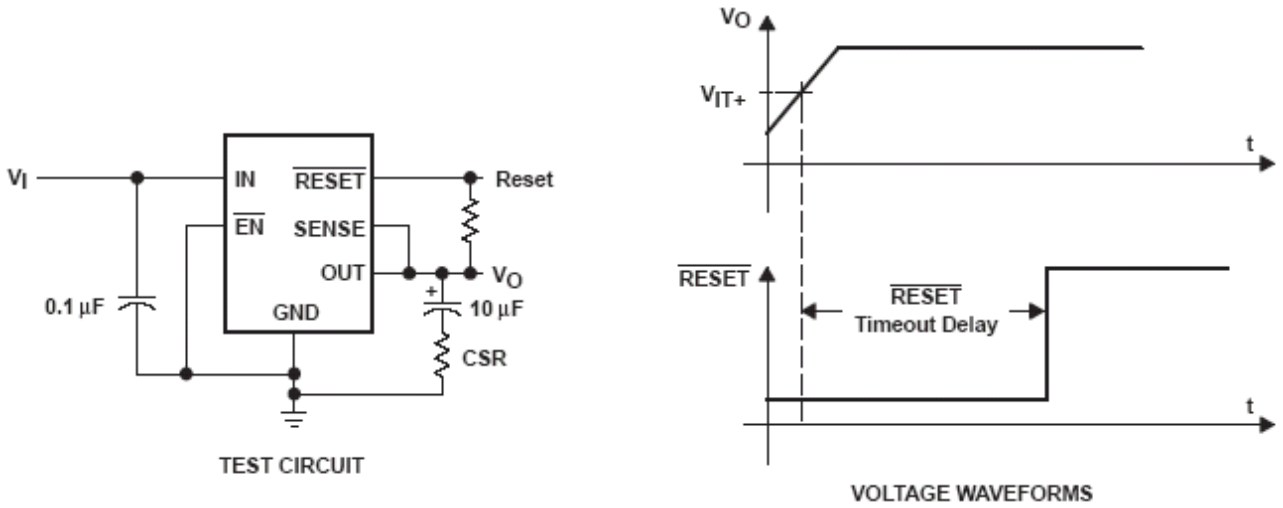 VI
IN
RESET
Reset
EN
SENSE
OUT
VO
+
0.1 μF
GND
10 μF
CSR
TEST CIRCUIT
VO
VIT+
t
RESET
RESET
Timeout Delay
t
VOLTAGE WAVEFORMS